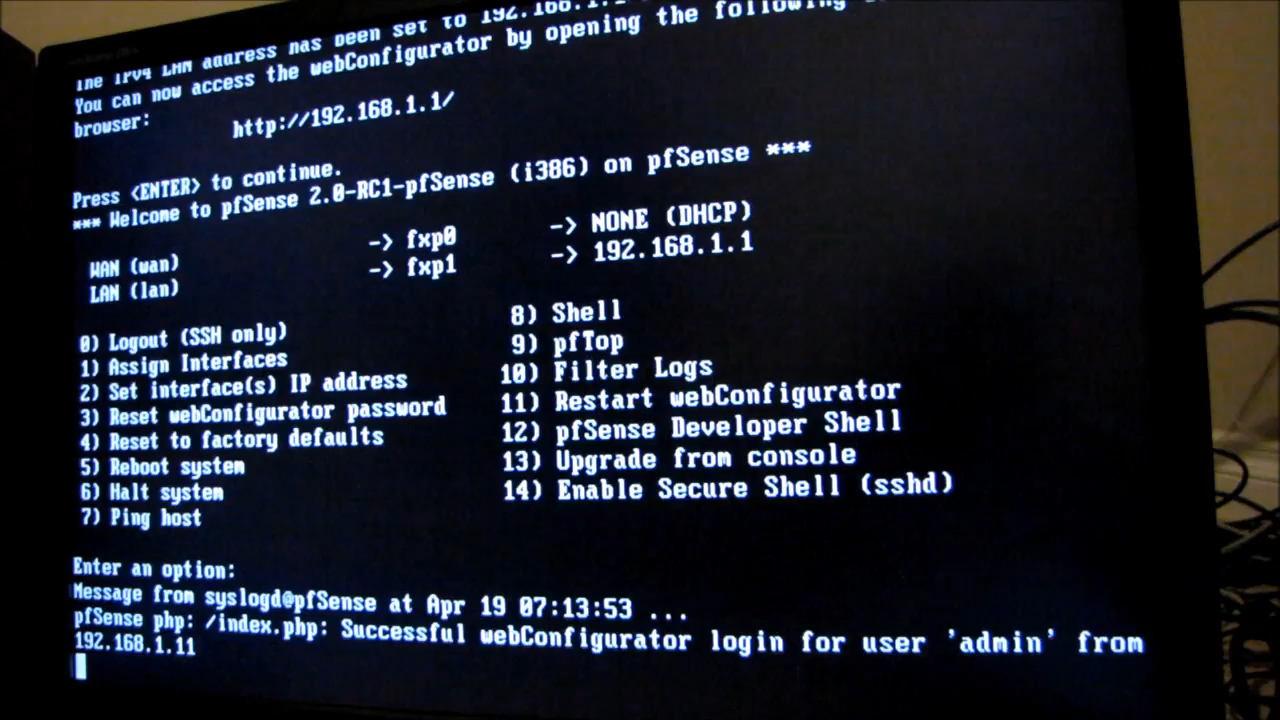 The IPv4 LAN address has been set to 192.168.1.1
You can now access the webConfigurator by opening the following
browser:
http://192.168.1.1/
Press <ENTER> to continue.
*** Welcome to pfSense 2.0-RC1-pfSense (i386) on pfSense ***
WAN (wan) -> fxp0 -> NONE (DHCP)
LAN (lan) -> fxp1 -> 192.168.1.1
0) Logout (SSH only) 8) Shell
1) Assign Interfaces 9) pfTop
2) Set interface(s) IP address 10) Filter Logs
3) Reset webConfigurator password 11) Restart webConfigurator
4) Reset to factory defaults 12) pfSense Developer Shell
5) Reboot system 13) Upgrade from console
6) Halt system 14) Enable Secure Shell (sshd)
7) Ping host
Enter an option:
Message from syslogd@pfSense at Apr 19 07:13:53 ...
pfSense php: /index.php: Successful webConfigurator login for user 'admin' from
192.168.1.11